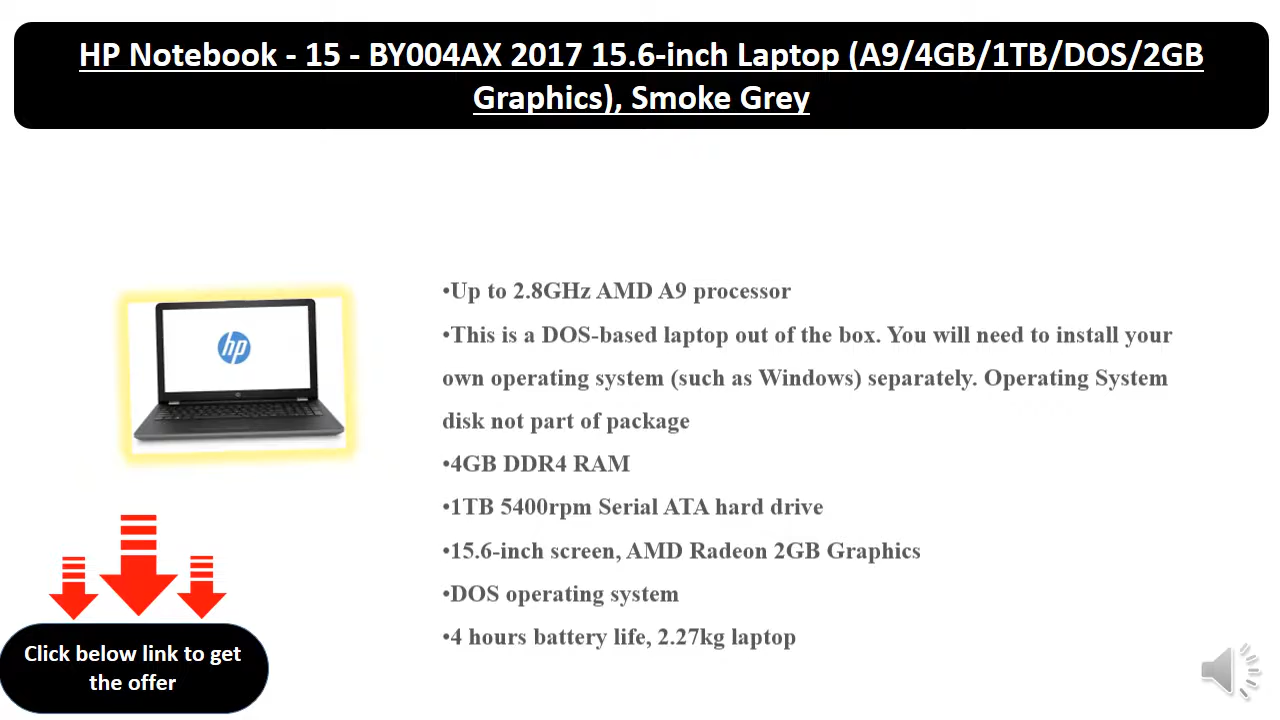 HP Notebook - 15 - BY004AX 2017 15.6-inch Laptop (A9/4GB/1TB/DOS/2GB
Graphics), Smoke Grey
•Up to 2.8GHz AMD A9 processor
•This is a DOS-based laptop out of the box. You will need to install your
own operating system (such as Windows) separately. Operating System
disk not part of package
•4GB DDR4 RAM
•1TB 5400rpm Serial ATA hard drive
•15.6-inch screen, AMD Radeon 2GB Graphics
•DOS operating system
•4 hours battery life, 2.27kg laptop
hp
Click below link to get
the offer